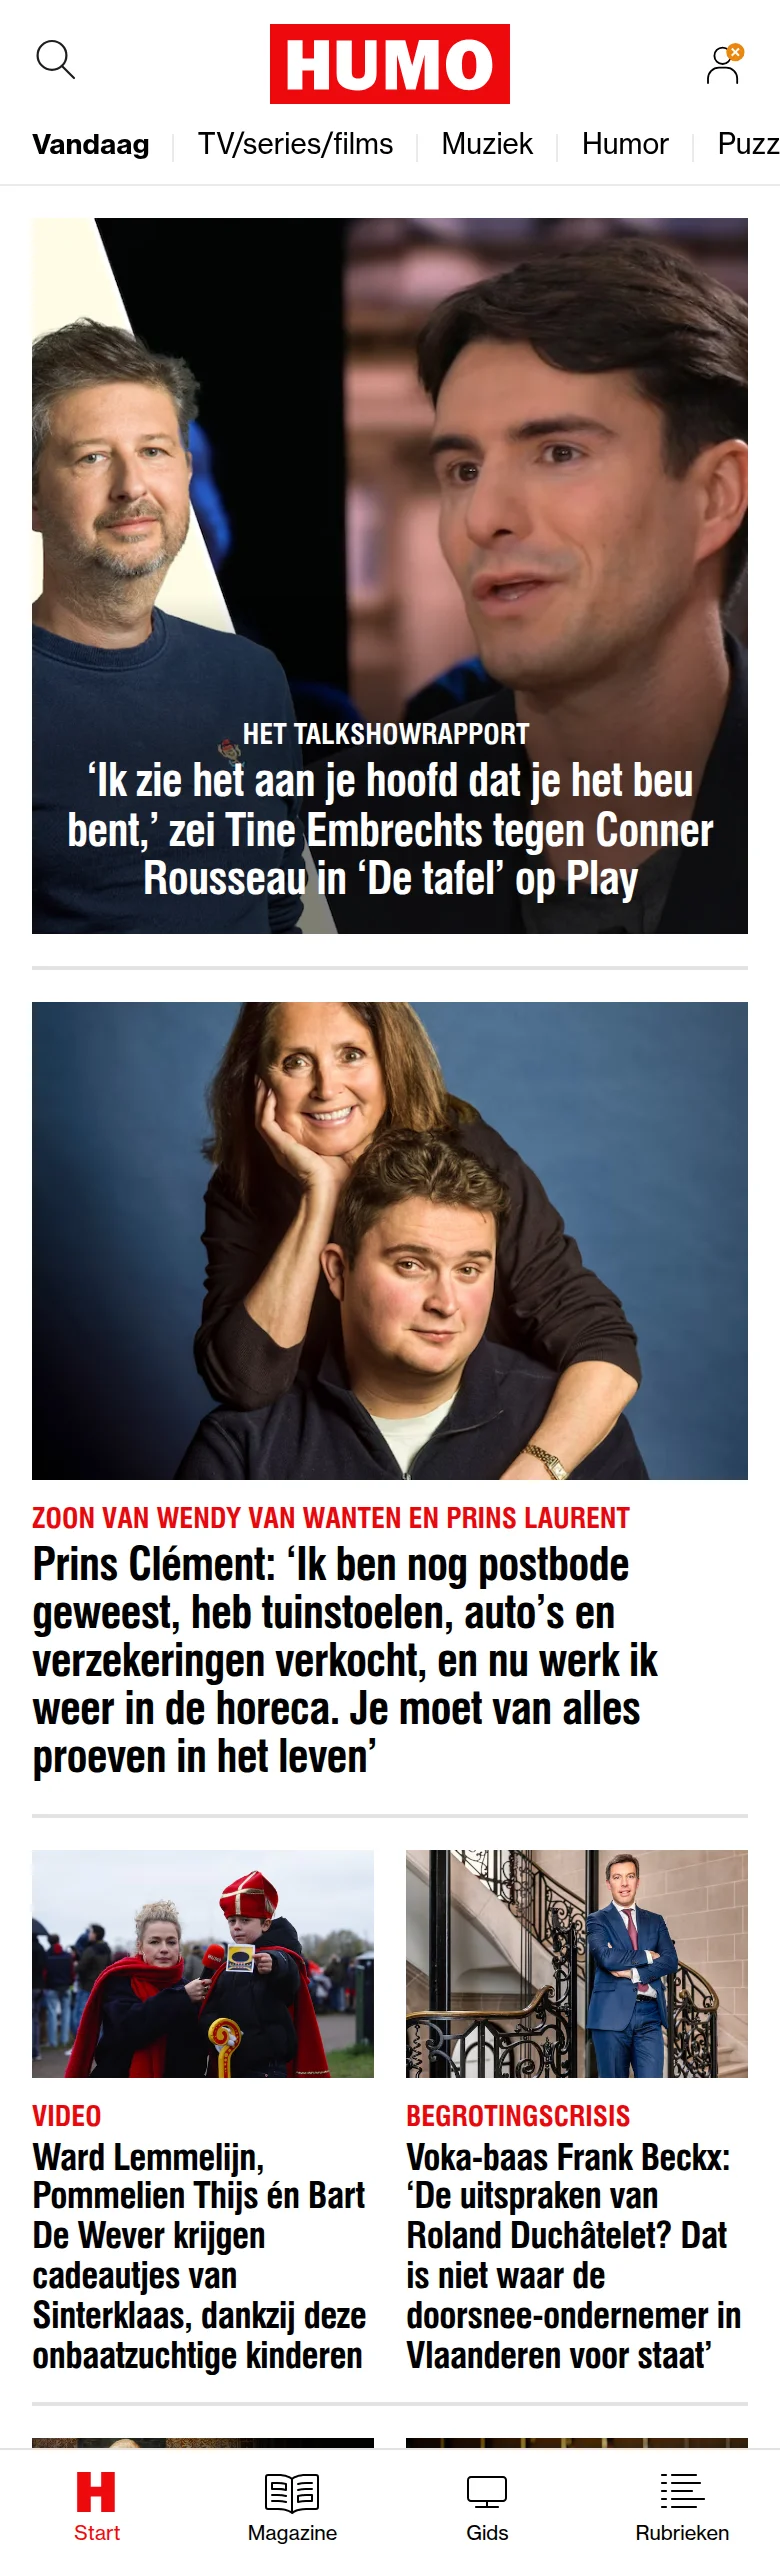 HUMO
Vandaag
TV/series/films
Muziek
Humor
Puzz
HET TALKSHOWRAPPORT
‘Ik zie het aan je hoofd dat je het beu
bent,’ zei Tine Embrechts tegen Conner
Rousseau in ‘De tafel’ op Play
ZOON VAN WENDY VAN WANTEN EN PRINS LAURENT
Prins Clément: ‘Ik ben nog postbode
geweest, heb tuinstoelen, auto’s en
verzekeringen verkocht, en nu werk ik
weer in de horeca. Je moet van alles
proeven in het leven’
VIDEO
Ward Lemmelijn,
Pommelien Thijs én Bart
De Wever krijgen
cadeautjes van
Sinterklaas, dankzij deze
onbaatzuchtige kinderen
BEGROTINGSCRISIS
Voka-baas Frank Beckx:
‘De uitspraken van
Roland Duchâtelet? Dat
is niet waar de
doorsnee-ondernemer in
Vlaanderen voor staat’
H
Start
Magazine
Gids
Rubrieken